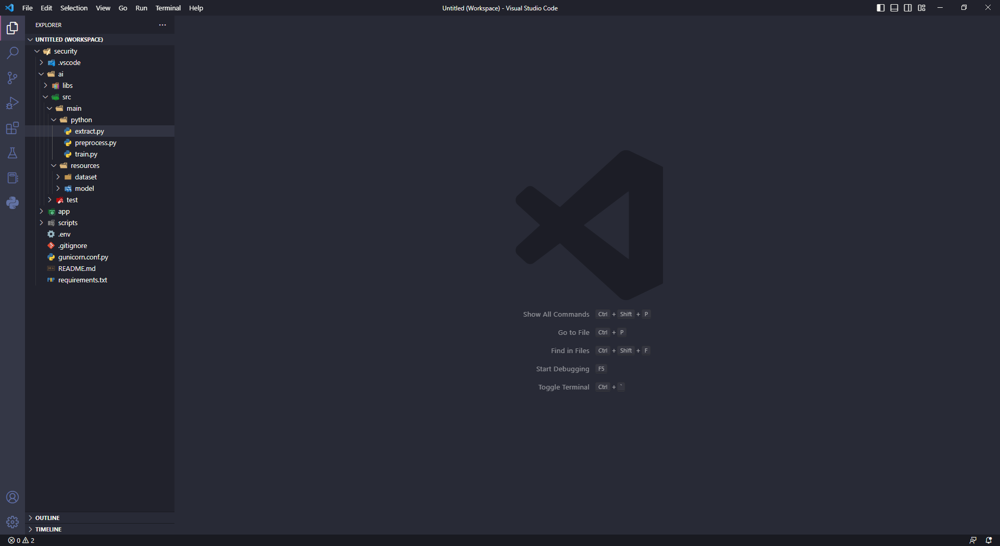 File Edit Selection View Go Run Terminal Help
Untitled (Workspace) - Visual Studio Code
EXPLORER
UNTITLED (WORKSPACE)
security
.vscode
ai
libs
src
main
python
extract.py
preprocess.py
train.py
resources
dataset
model
test
app
scripts
.env
.gitignore
gunicorn.conf.py
README.md
requirements.txt
Show All Commands Ctrl + Shift + P
Go to File Ctrl + P
Find in Files Ctrl + Shift + F
Start Debugging F5
Toggle Terminal Ctrl + `
OUTLINE
TIMELINE
0 2